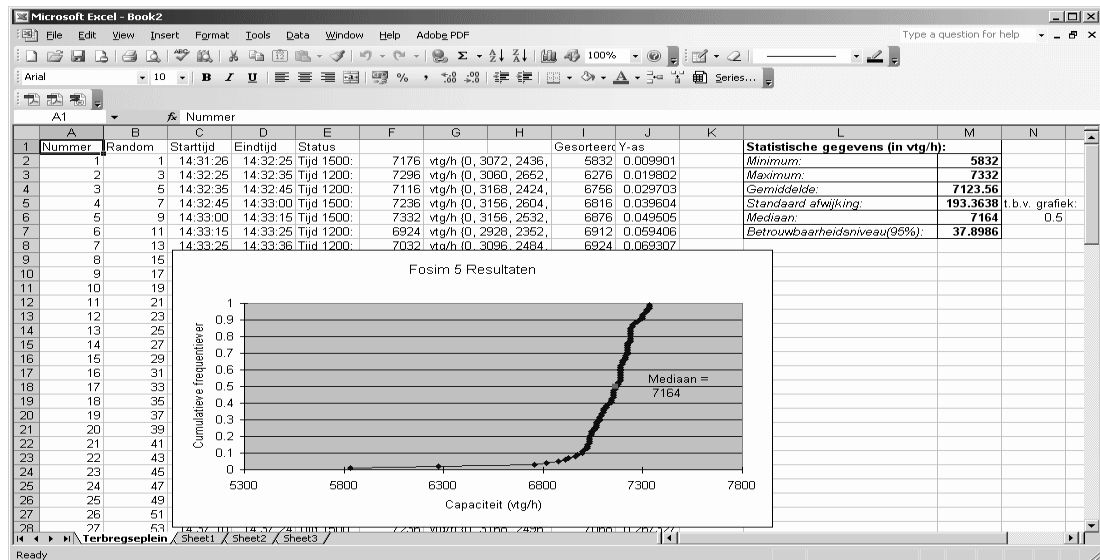 Microsoft Excel - Book2
File Edit View Insert Format Tools Data Window Help Adobe PDF Type a question for help
100%
Arial 10 B I U % Series...
A1 fx Nummer
A B C D E F G H I J K L M N
1 Nummer Random Starttijd Eindtijd Status Gesorteerd Y-as Statistische gegevens (in vtg/h):
2 1 1 14:31:26 14:32:25 Tijd 1500: 7176 vtg/h {0, 3072, 2436, 5832 0.009901 Minimum: 5832
3 2 3 14:32:25 14:32:35 Tijd 1200: 7296 vtg/h {0, 3060, 2652, 6276 0.019802 Maximum: 7332
4 3 5 14:32:35 14:32:45 Tijd 1500: 7116 vtg/h {0, 3168, 2424, 6756 0.029703 Gemiddelde: 7123.56
5 4 7 14:32:45 14:33:00 Tijd 1500: 7236 vtg/h {0, 3156, 2604, 6816 0.039604 Standaard afwijking: 193.3638 t.b.v. grafiek:
6 5 9 14:33:00 14:33:15 Tijd 1500: 7332 vtg/h {0, 3156, 2532, 6876 0.049505 Mediaan: 7164 0.5
7 6 11 14:33:15 14:33:25 Tijd 1200: 6924 vtg/h {0, 2928, 2352, 6912 0.059406 Betrouwbaarheidsniveau(95%): 37.8986
8 7 13 14:33:25 14:33:36 Tijd 1200: 7032 vtg/h {0, 3096, 2484, 6924 0.069307
9 8 15
10 9 17
11 10 19
12 11 21
13 12 23
14 13 25
15 14 27
16 15 29
17 16 31
18 17 33
19 18 35
20 19 37
21 20 39
22 21 41
23 22 43
24 23 45
25 24 47
26 25 49
27 26 51
28 27 53
Fosim 5 Resultaten
Cumulatieve frequentiever
1
0.9
0.8
0.7
0.6
0.5
0.4
0.3
0.2
0.1
0
Mediaan =
7164
5300 5800 6300 6800 7300 7800
Capaciteit (vtg/h)
Terbregseplein Sheet1 Sheet2 Sheet3
Ready